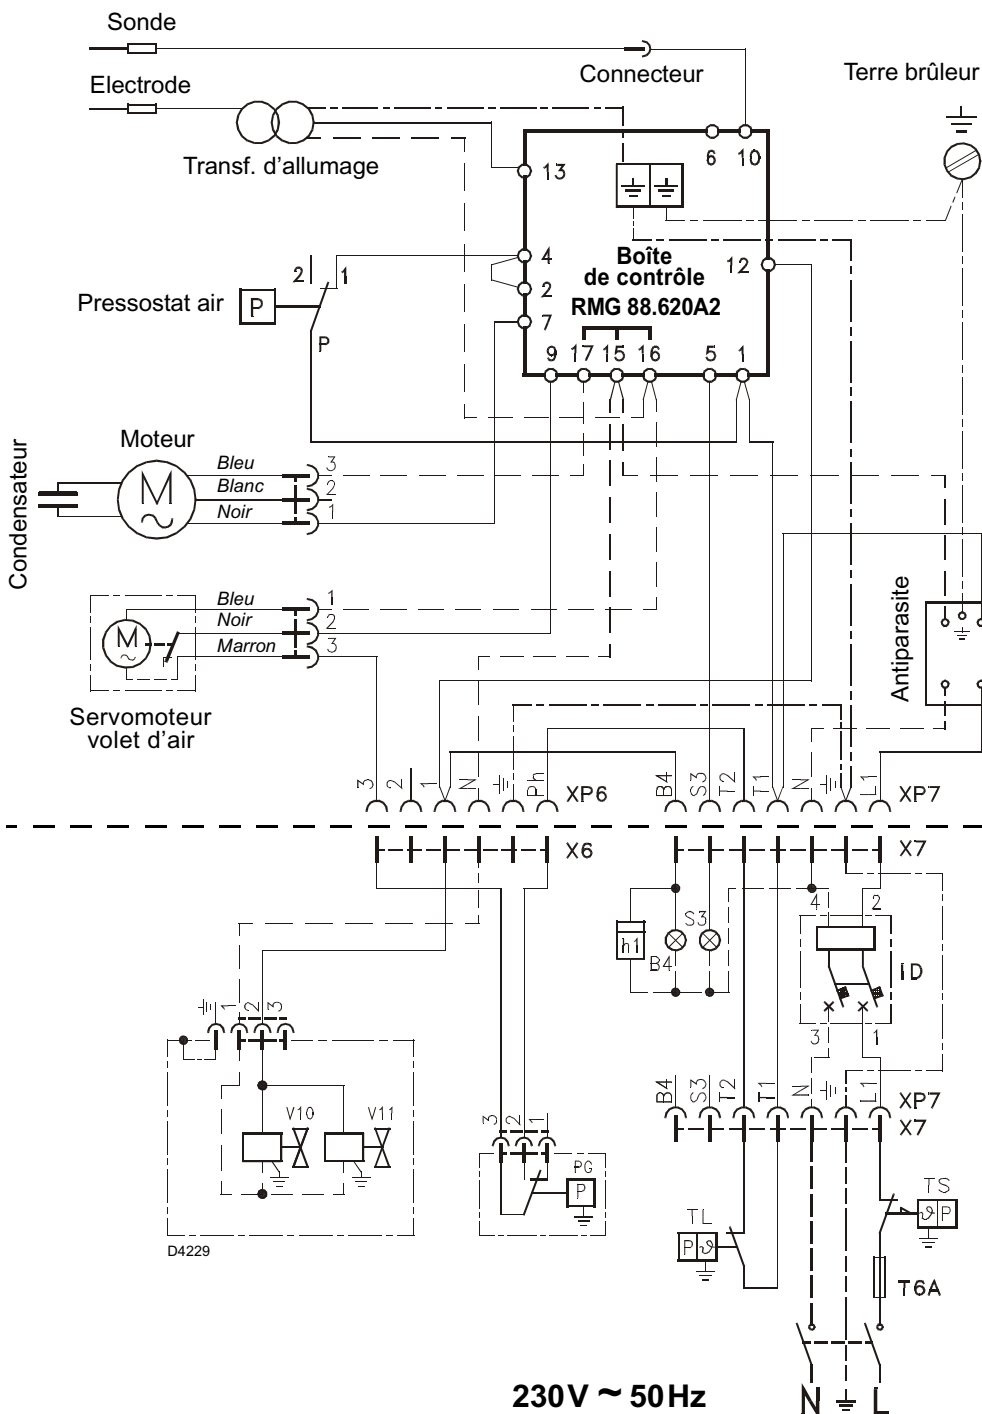 Sonde
Connecteur
Terre brûleur
Electrode
Transf. d'allumage
6 10
13
4
2
7
12
Boîte
de contrôle
RMG 88.620A2
9 17 15 16 5 1
2 1
Pressostat air
P
P
Condensateur
Moteur
M
Bleu 3
Blanc 2
Noir 1
Bleu 1
Noir 2
Marron 3
M
Servomoteur
volet d'air
Antiparasite
3 2 1 N Ph XP6
B4 S3 T2 T1 N L1 XP7
X6
X7
h1
B4
S3
4 2
ID
3 1
1 2 3
V10 V11
D4229
3 2 1
PG
P
B4 S3 T2 T1 N L1 XP7
X7
TL
P ϑ
TS
ϑ P
T6A
230V ~ 50Hz
N L